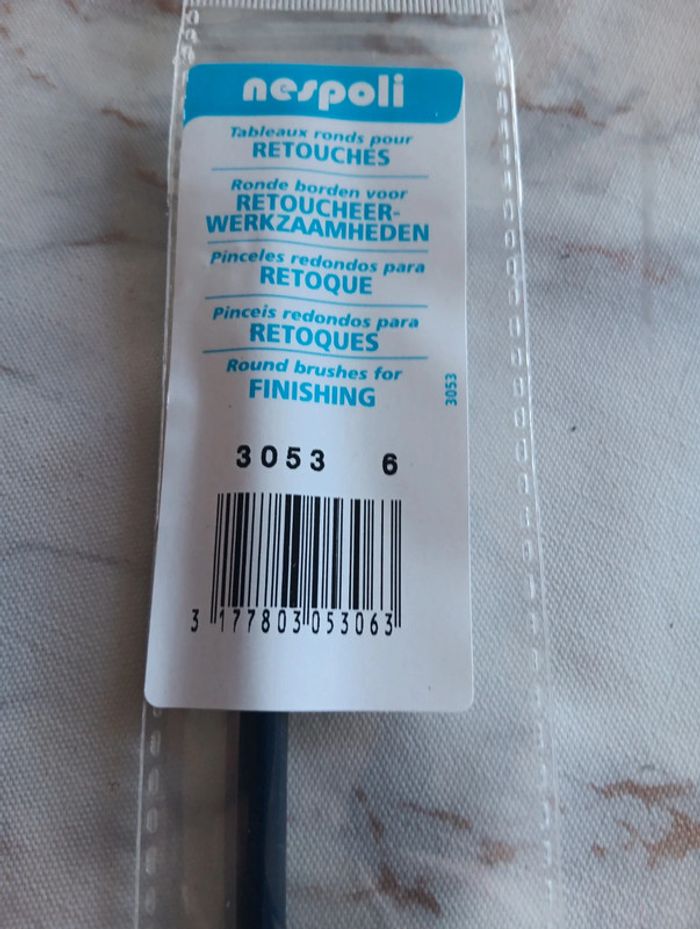 nespoli
Tableaux ronds pour
RETOUCHES
Ronde borden voor
RETOUCHEER-
WERKZAAMHEDEN
Pinceles redondos para
RETOQUE
Pinceis redondos para
RETOQUES
Round brushes for
FINISHING
3053
3053 6
3 177803 053063